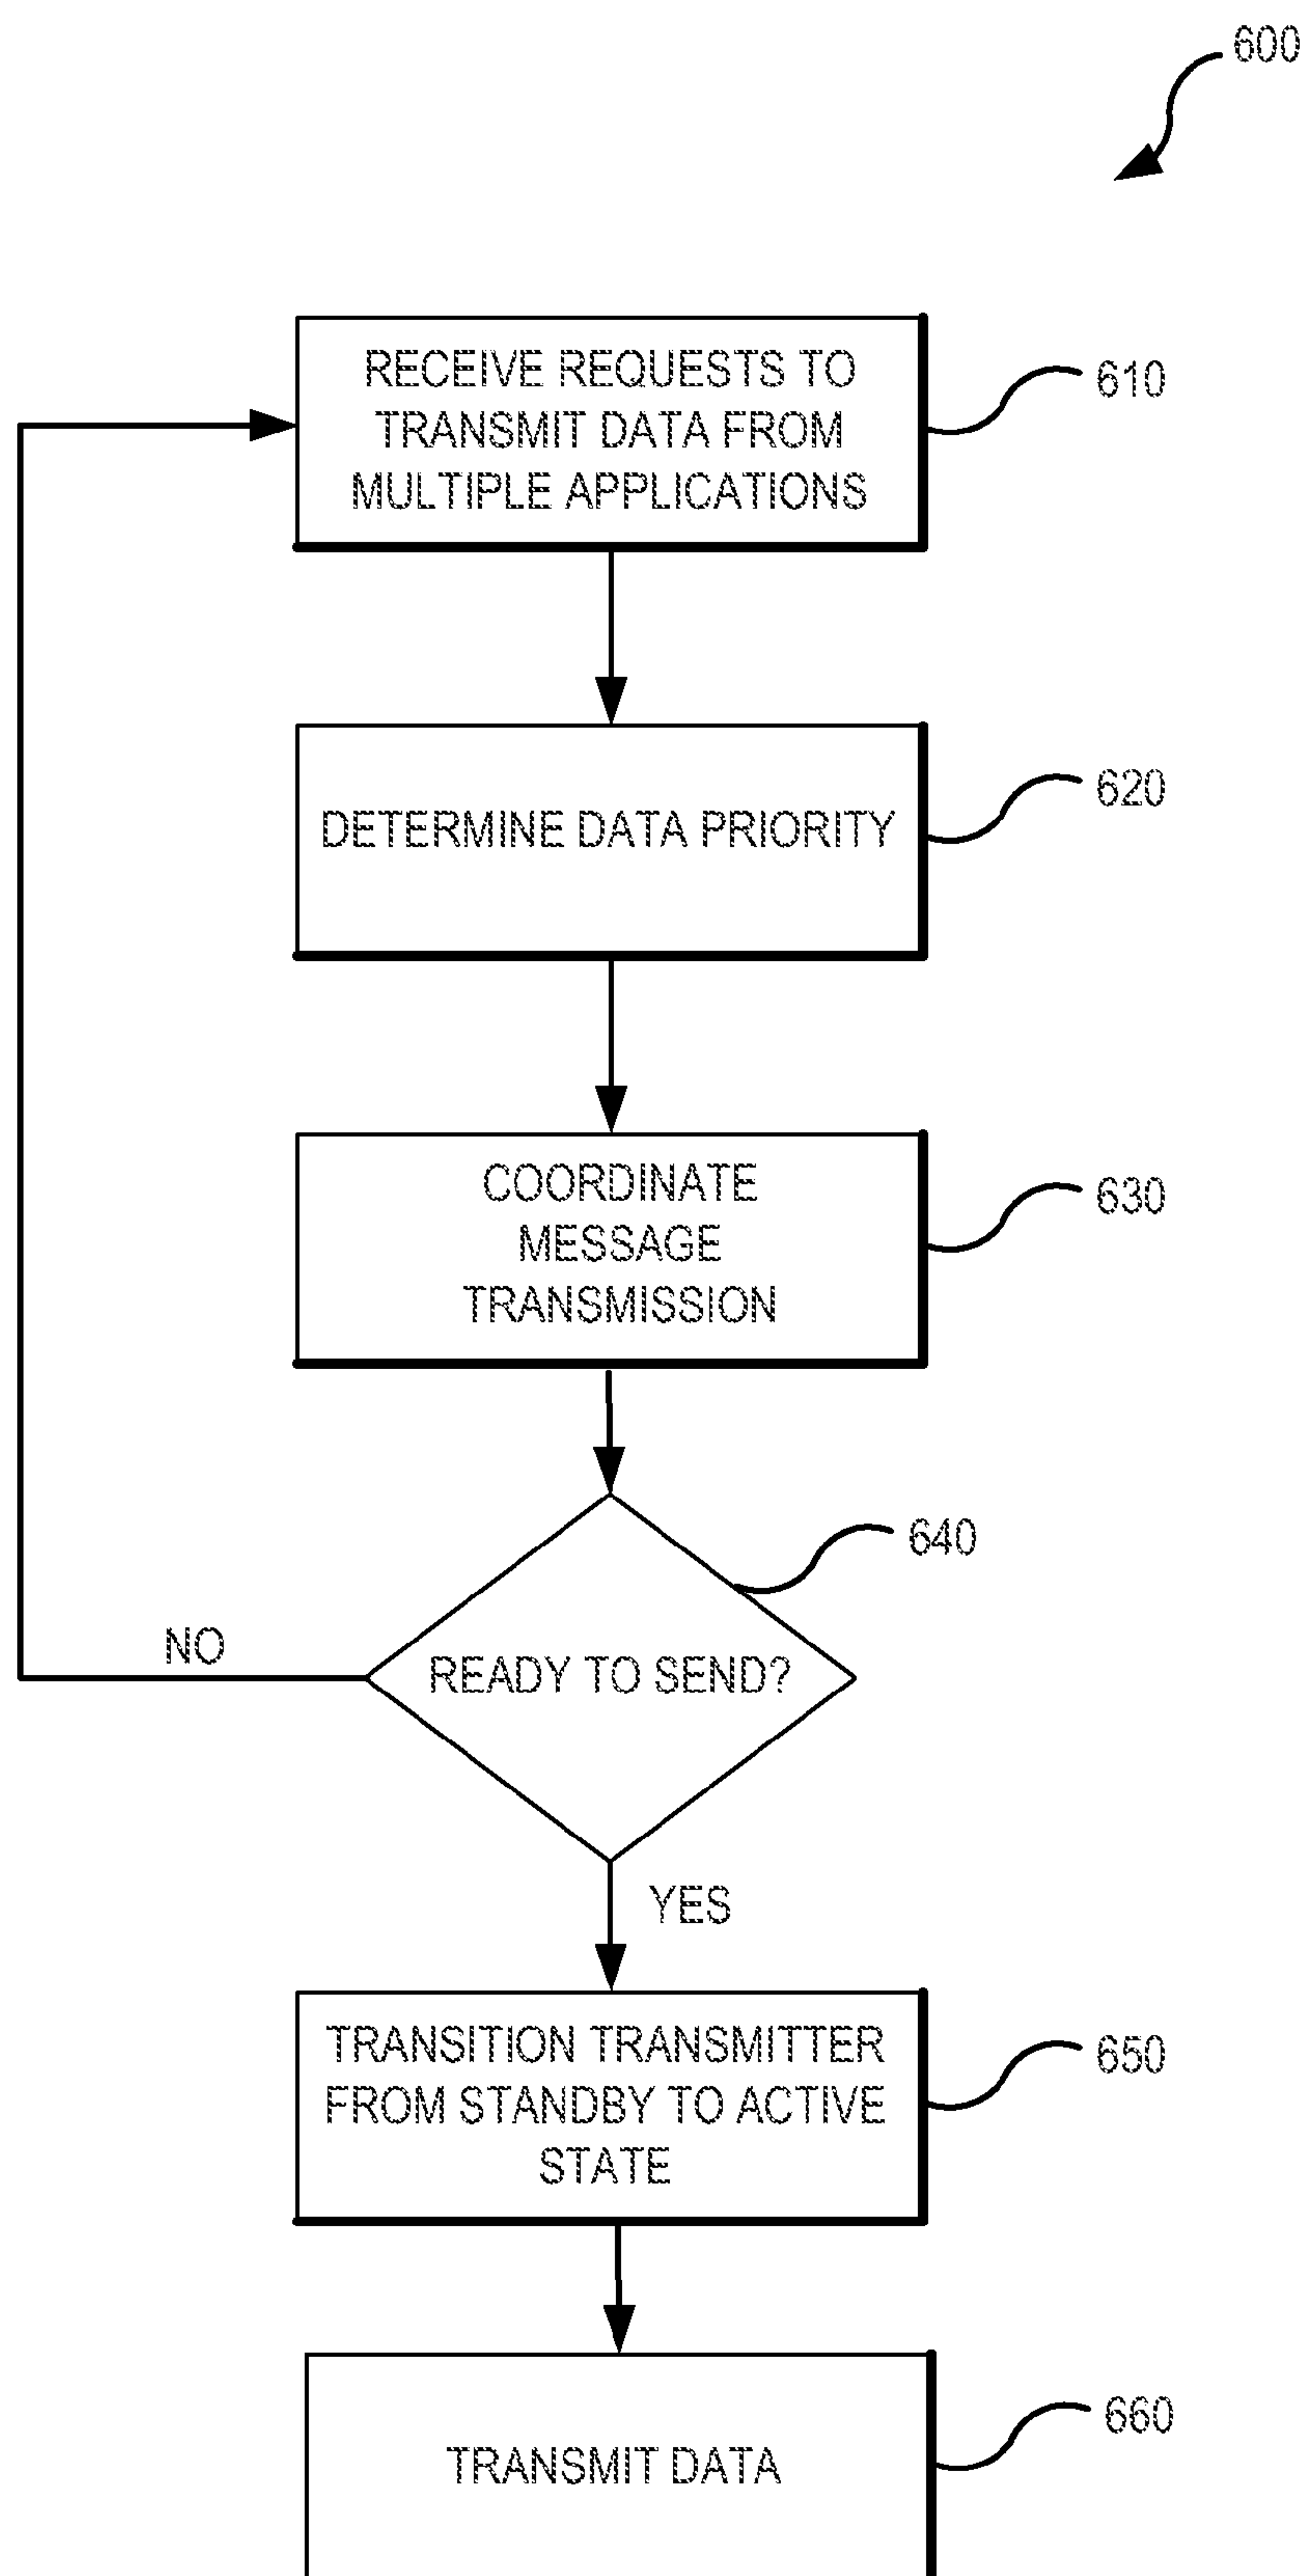 600
RECEIVE REQUESTS TO
TRANSMIT DATA FROM
MULTIPLE APPLICATIONS
610
DETERMINE DATA PRIORITY
620
COORDINATE
MESSAGE
TRANSMISSION
630
640
READY TO SEND?
NO
YES
TRANSITION TRANSMITTER
FROM STANDBY TO ACTIVE
STATE
650
TRANSMIT DATA
660